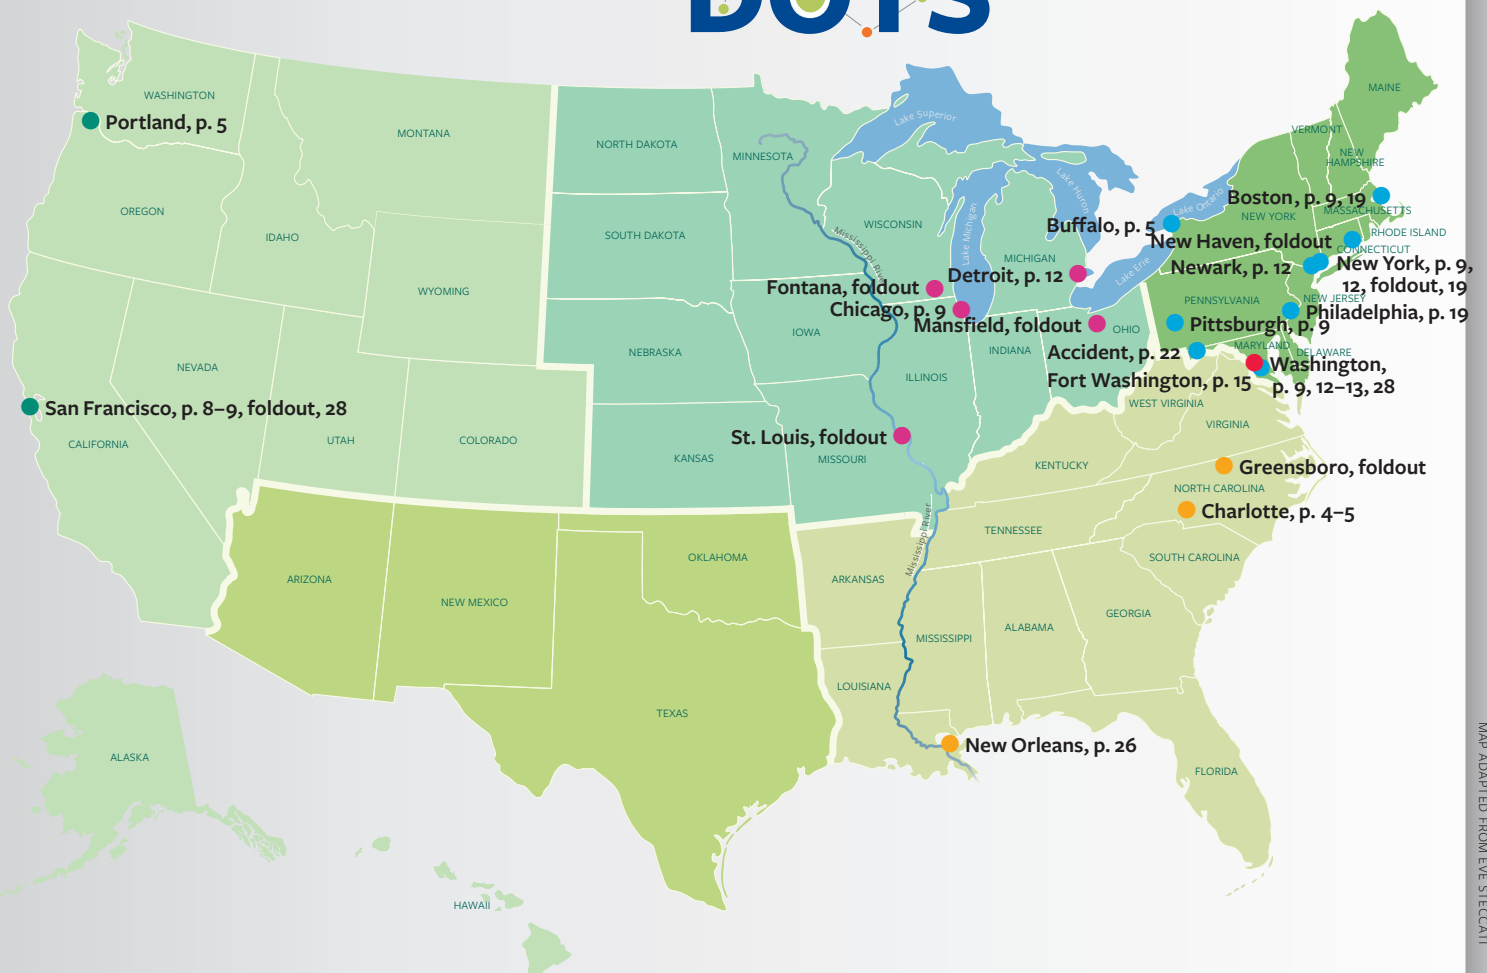 DOTS
MAINE
WASHINGTON
Lake Superior
Portland, p. 5
VERMONT
MONTANA
NORTH DAKOTA
MINNESOTA
NEW
HAMPSHIRE
Lake Huron
Boston, p. 9, 19
Lake Ontario
OREGON
MASSACHUSETTS
NEW YORK
WISCONSIN
Buffalo, p. 5
RHODE ISLAND
IDAHO
SOUTH DAKOTA
Mississippi River
Lake Michigan
New Haven, foldout
CONNECTICUT
MICHIGAN
Newark, p. 12
New York, p. 9,
12, foldout, 19
Lake Erie
Detroit, p. 12
WYOMING
Fontana, foldout
PENNSYLVANIA
NEW JERSEY
Chicago, p. 9
Philadelphia, p. 19
Mansfield, foldout
OHIO
Pittsburgh, p. 9
IOWA
MARYLAND
NEBRASKA
INDIANA
Accident, p. 22
DELAWARE
NEVADA
Washington,
p. 9, 12–13, 28
ILLINOIS
Fort Washington, p. 15
San Francisco, p. 8–9, foldout, 28
WEST VIRGINIA
VIRGINIA
CALIFORNIA
UTAH
COLORADO
St. Louis, foldout
KANSAS
MISSOURI
KENTUCKY
Greensboro, foldout
NORTH CAROLINA
Charlotte, p. 4–5
Mississippi River
TENNESSEE
OKLAHOMA
SOUTH CAROLINA
ARIZONA
ARKANSAS
NEW MEXICO
GEORGIA
ALABAMA
MISSISSIPPI
LOUISIANA
TEXAS
New Orleans, p. 26
ALASKA
FLORIDA
HAWAII
MAP ADAPTED FROM EVE STECCATI